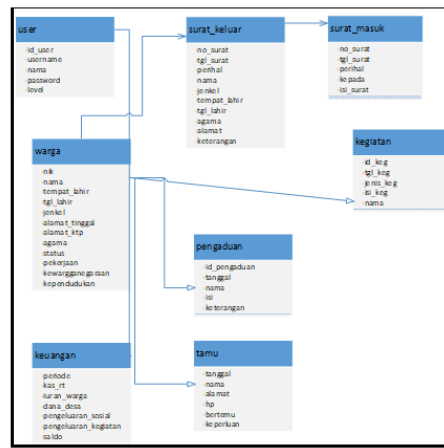 user
-id_user
-username
-nama
-password
-level
surat_keluar
-no_surat
-tgl_surat
-perihal
-nama
-jenkel
-tempat_lahir
-tgl_lahir
-agama
-alamat
-keterangan
surat_masuk
-no_surat
-tgl_surat
-perihal
-kepada
-isi_surat
warga
-nik
-nama
-tempat_lahir
-tgl_lahir
-jenkel
-alamat_tinggal
-alamat_ktp
-agama
-status
-pekerjaan
-kewargganegaraan
-kependudukan
kegiatan
-id_keg
-tgl_keg
-jenis_keg
-isi_keg
-nama
pengaduan
-id_pengaduan
-tanggal
-nama
-isi
-keterangan
keuangan
-periode
-kas_rt
-iuran_warga
-dana_desa
-pengeluaran_sosial
-pengeluaran_kegiatan
-saldo
tamu
-tanggal
-nama
-alamat
-hp
-bertemu
-keperluan